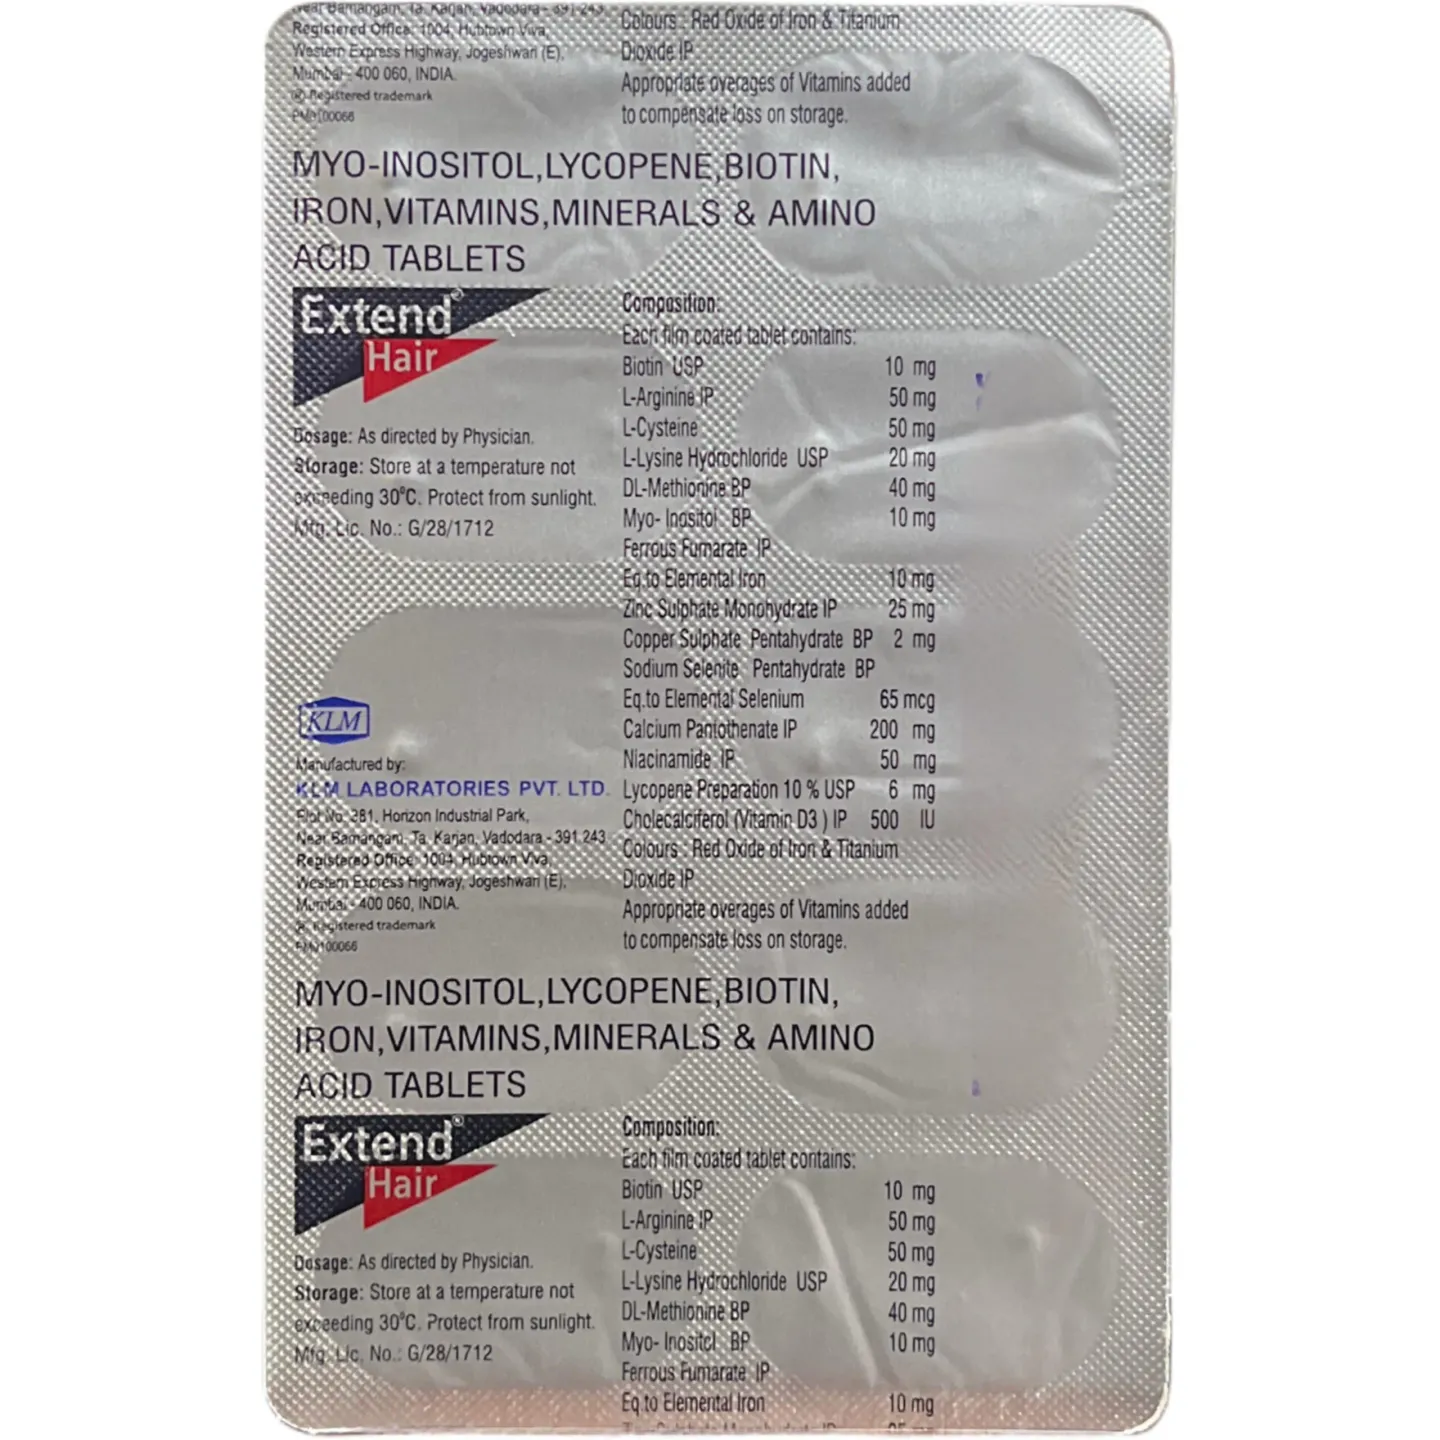 Near Bamangam, Ta. Karjan, Vadodara - 391 243
Registered Office: 1004, Hubtown Viva,
Western Express Highway, Jogeshwari (E),
Mumbai - 400 060, INDIA.
® Registered trademark
Colours : Red Oxide of Iron & Titanium
Dioxide IP
Appropriate overages of Vitamins added
to compensate loss on storage.
MYO-INOSITOL,LYCOPENE,BIOTIN,
IRON,VITAMINS,MINERALS & AMINO
ACID TABLETS
Extend®
Hair
Dosage: As directed by Physician.
Storage: Store at a temperature not
exceeding 30°C. Protect from sunlight.
Mfg. Lic. No.: G/28/1712
KLM
Manufactured by:
KLM LABORATORIES PVT. LTD.
Plot No. 381, Horizon Industrial Park,
Near Bamangam, Ta. Karjan, Vadodara - 391 243
Registered Office: 1004, Hubtown Viva,
Western Express Highway, Jogeshwari (E),
Mumbai - 400 060, INDIA.
® Registered trademark
Composition:
Each film coated tablet contains:
Biotin USP 10 mg
L-Arginine IP 50 mg
L-Cysteine 50 mg
L-Lysine Hydrochloride USP 20 mg
DL-Methionine BP 40 mg
Myo- Inositol BP 10 mg
Ferrous Fumarate IP
Eq.to Elemental Iron 10 mg
Zinc Sulphate Monohydrate IP 25 mg
Copper Sulphate Pentahydrate BP 2 mg
Sodium Selenite Pentahydrate BP
Eq.to Elemental Selenium 65 mcg
Calcium Pantothenate IP 200 mg
Niacinamide IP 50 mg
Lycopene Preparation 10 % USP 6 mg
Cholecalciferol (Vitamin D3 ) IP 500 IU
Colours : Red Oxide of Iron & Titanium
Dioxide IP
Appropriate overages of Vitamins added
to compensate loss on storage.
MYO-INOSITOL,LYCOPENE,BIOTIN,
IRON,VITAMINS,MINERALS & AMINO
ACID TABLETS
Extend®
Hair
Dosage: As directed by Physician.
Storage: Store at a temperature not
exceeding 30°C. Protect from sunlight.
Mfg. Lic. No.: G/28/1712
Composition:
Each film coated tablet contains:
Biotin USP 10 mg
L-Arginine IP 50 mg
L-Cysteine 50 mg
L-Lysine Hydrochloride USP 20 mg
DL-Methionine BP 40 mg
Myo- Inositol BP 10 mg
Ferrous Fumarate IP
Eq.to Elemental Iron 10 mg